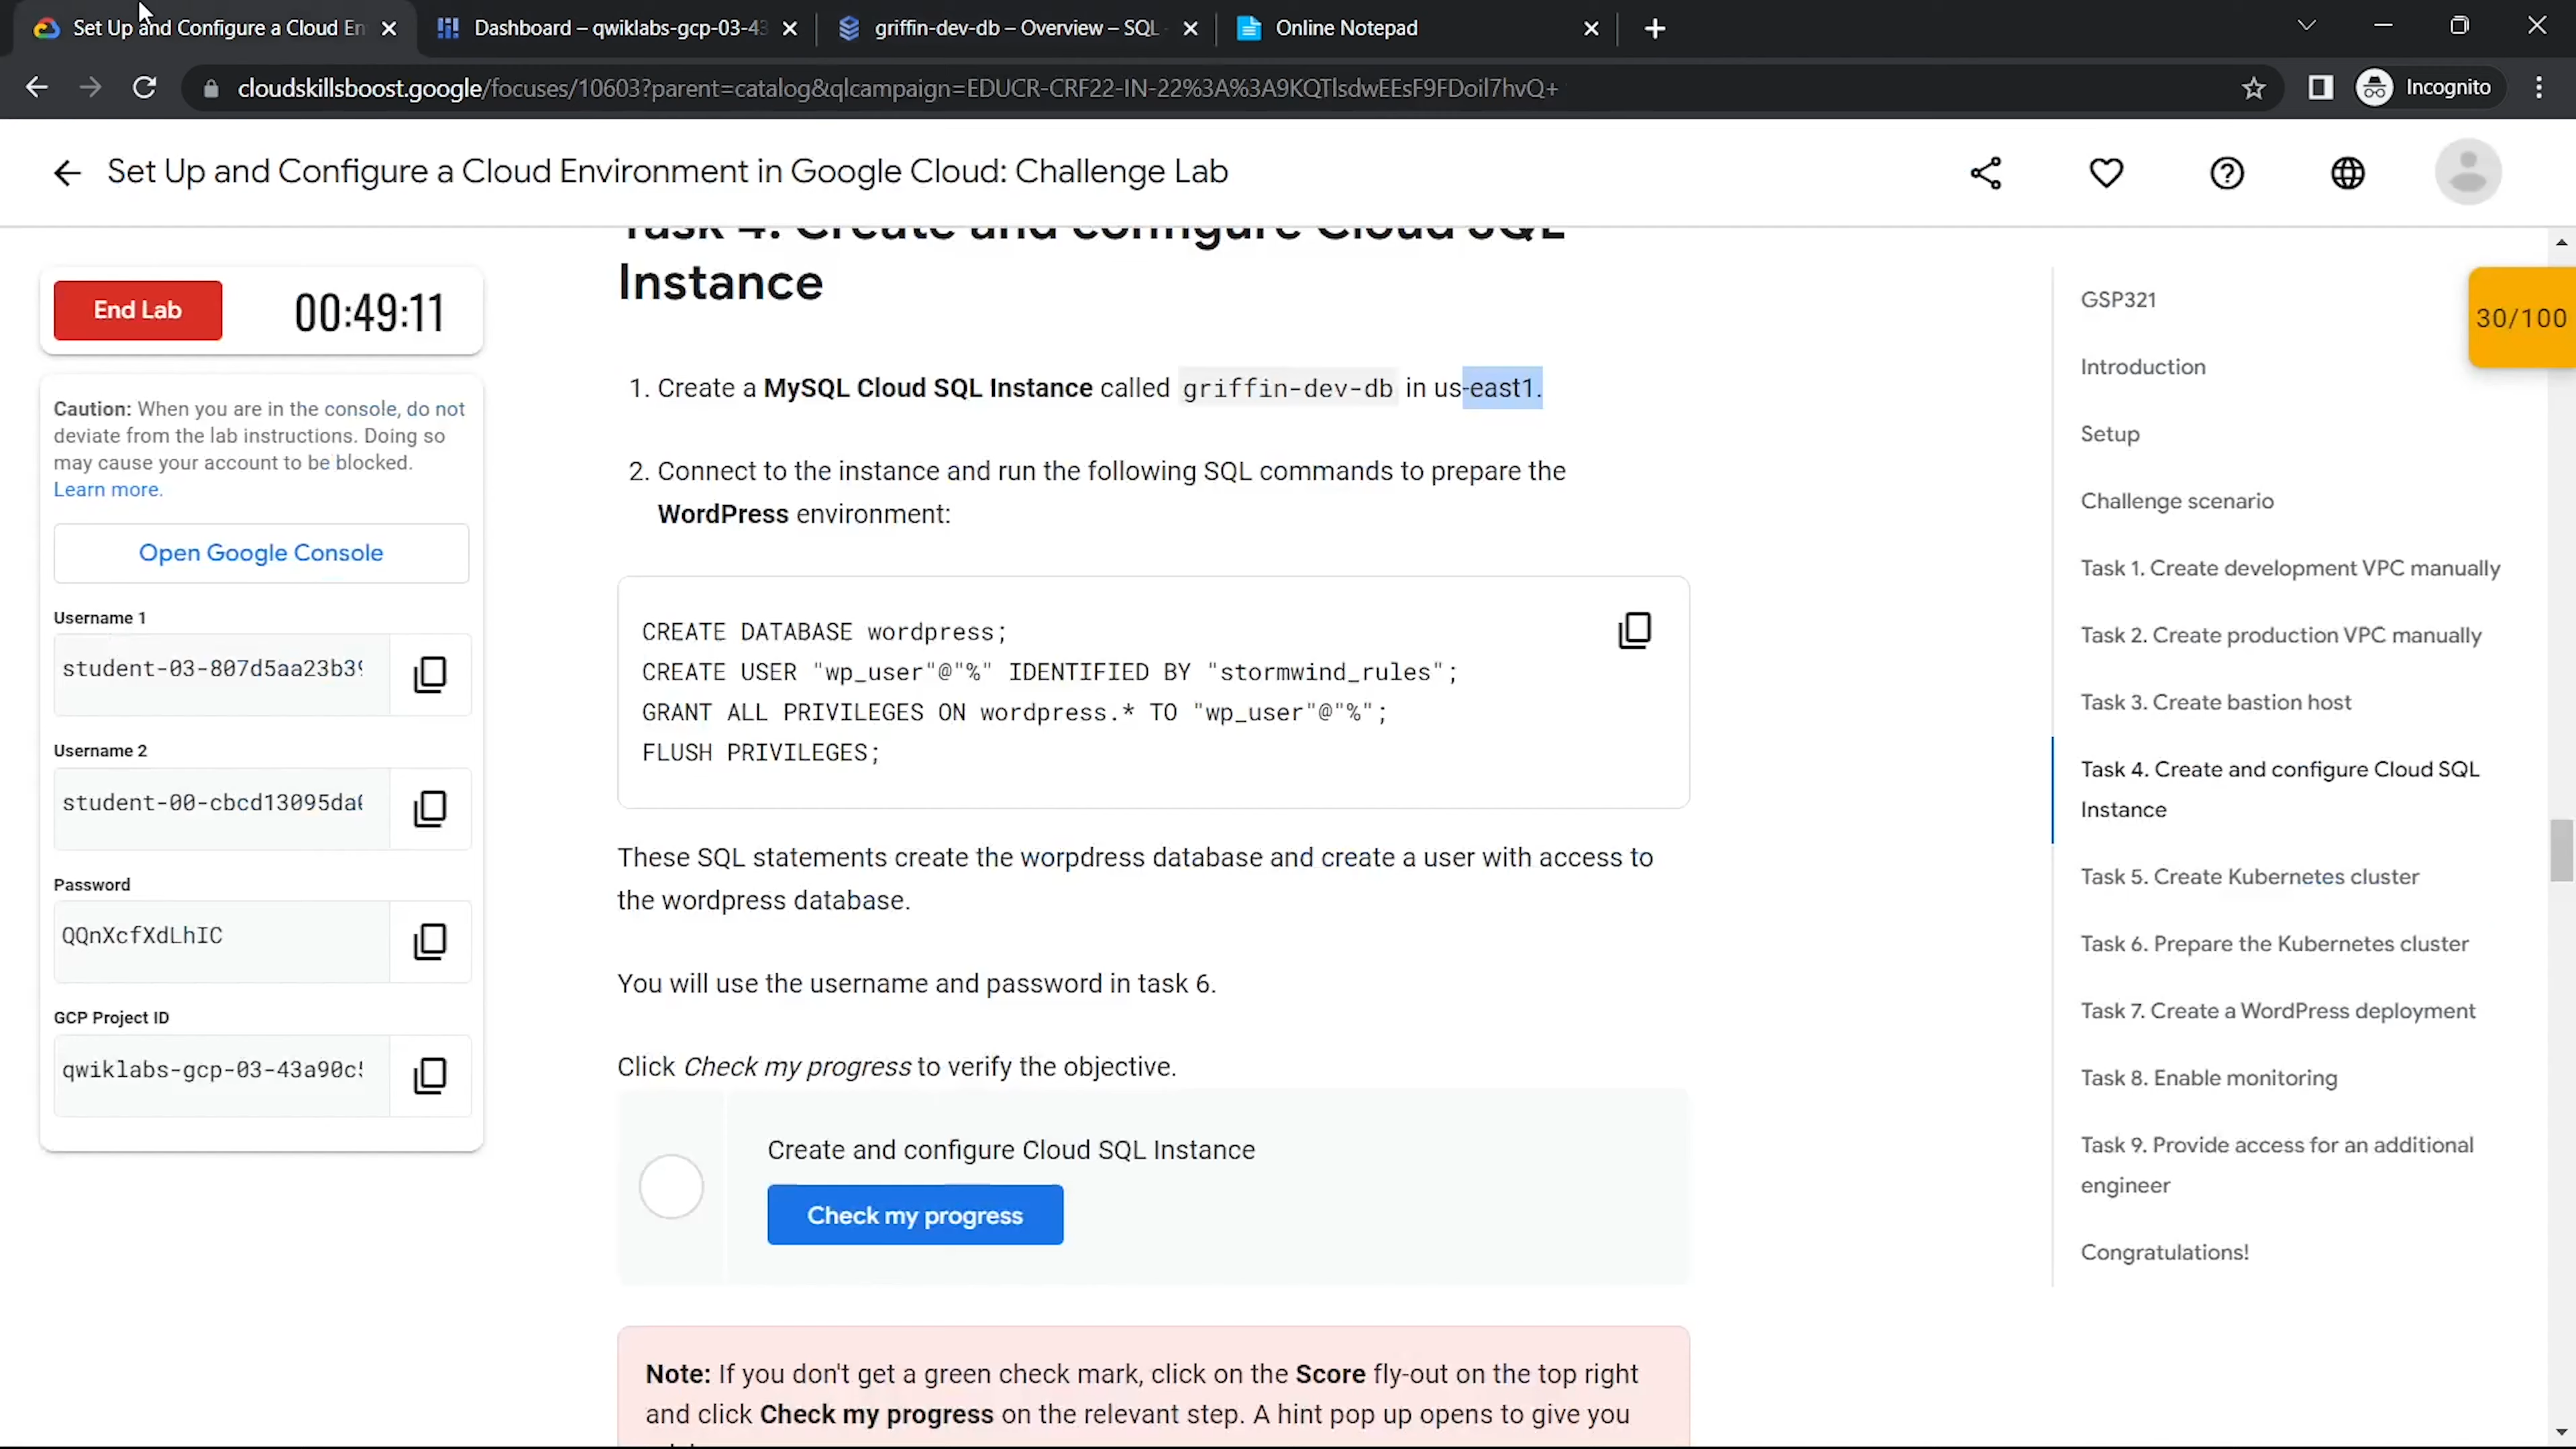 Set Up and Configure a Cloud En
Dashboard – qwiklabs-gcp-03-43
griffin-dev-db – Overview – SQL
Online Notepad
cloudskillsboost.google/focuses/10603?parent=catalog&qlcampaign=EDUCR-CRF22-IN-22%3A%3A9KQTlsdwEEsF9FDoil7hvQ+
Incognito
Set Up and Configure a Cloud Environment in Google Cloud: Challenge Lab
End Lab
00:49:11
Caution: When you are in the console, do not
deviate from the lab instructions. Doing so
may cause your account to be blocked.
Learn more.
Open Google Console
Username 1
student-03-807d5aa23b39
Username 2
student-00-cbcd13095da
Password
QQnXcfXdLhIC
GCP Project ID
qwiklabs-gcp-03-43a90c5
Task 4. Create and configure Cloud SQL
Instance
1. Create a MySQL Cloud SQL Instance called griffin-dev-db in us-east1.
2. Connect to the instance and run the following SQL commands to prepare the
WordPress environment:
CREATE DATABASE wordpress;
CREATE USER "wp_user"@"%" IDENTIFIED BY "stormwind_rules";
GRANT ALL PRIVILEGES ON wordpress.* TO "wp_user"@"%";
FLUSH PRIVILEGES;
These SQL statements create the worpdress database and create a user with access to
the wordpress database.
You will use the username and password in task 6.
Click Check my progress to verify the objective.
Create and configure Cloud SQL Instance
Check my progress
Note: If you don't get a green check mark, click on the Score fly-out on the top right
and click Check my progress on the relevant step. A hint pop up opens to give you
GSP321
30/100
Introduction
Setup
Challenge scenario
Task 1. Create development VPC manually
Task 2. Create production VPC manually
Task 3. Create bastion host
Task 4. Create and configure Cloud SQL
Instance
Task 5. Create Kubernetes cluster
Task 6. Prepare the Kubernetes cluster
Task 7. Create a WordPress deployment
Task 8. Enable monitoring
Task 9. Provide access for an additional
engineer
Congratulations!